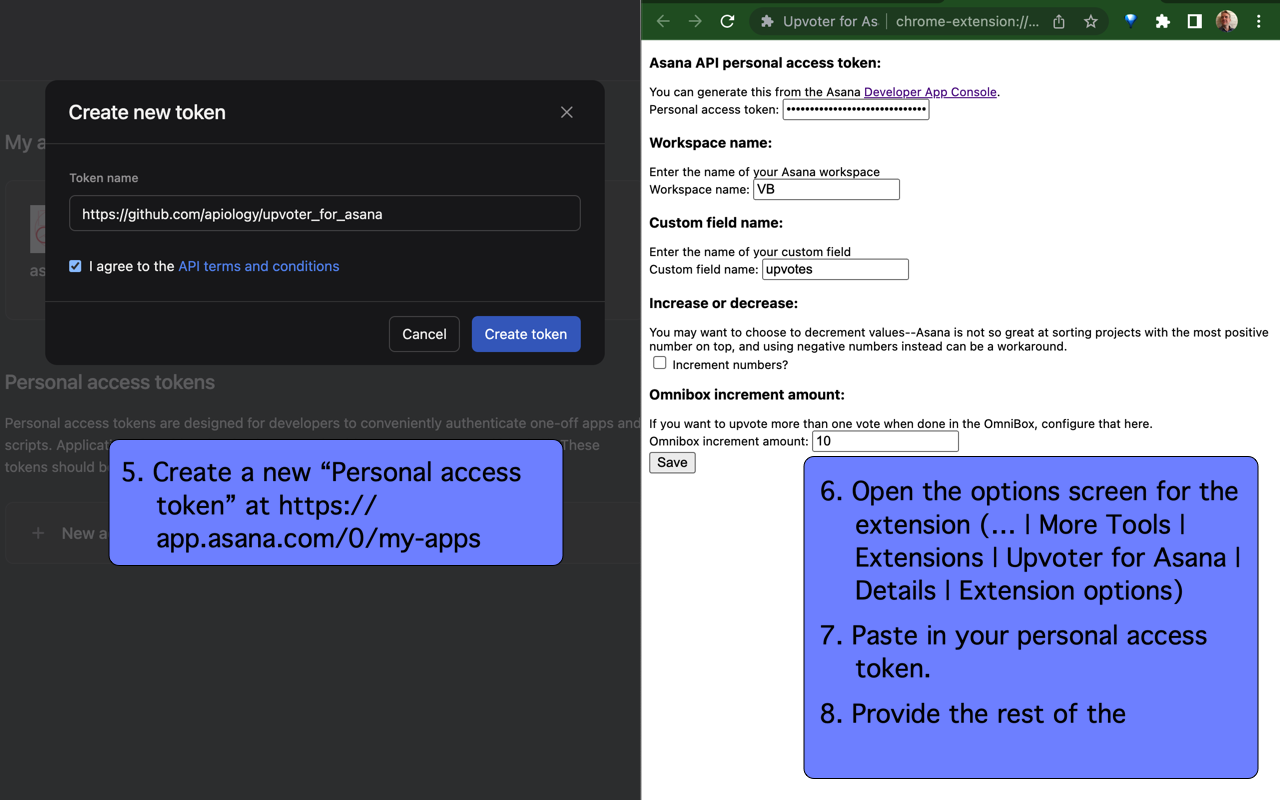 Create new token
My a
Token name
https://github.com/apiology/upvoter_for_asana
as
I agree to the API terms and conditions
Cancel
Create token
Personal access tokens
Personal access tokens are designed for developers to conveniently authenticate one-off apps and
scripts. Applicati
These
tokens should b
+ New a
5. Create a new “Personal access
token” at https://
app.asana.com/0/my-apps
Upvoter for As
chrome-extension://...
Asana API personal access token:
You can generate this from the Asana Developer App Console.
Personal access token: ••••••••••••••••••••••••••••
Workspace name:
Enter the name of your Asana workspace
Workspace name: VB
Custom field name:
Enter the name of your custom field
Custom field name: upvotes
Increase or decrease:
You may want to choose to decrement values--Asana is not so great at sorting projects with the most positive
number on top, and using negative numbers instead can be a workaround.
Increment numbers?
Omnibox increment amount:
If you want to upvote more than one vote when done in the OmniBox, configure that here.
Omnibox increment amount: 10
Save
6. Open the options screen for the
extension (... | More Tools |
Extensions | Upvoter for Asana |
Details | Extension options)
7. Paste in your personal access
token.
8. Provide the rest of the